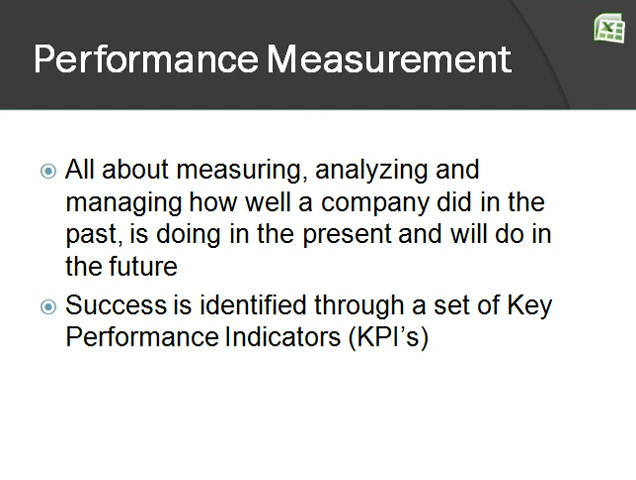 Performance Measurement
All about measuring, analyzing and
managing how well a company did in the
past, is doing in the present and will do in
the future
Success is identified through a set of Key
Performance Indicators (KPI's)